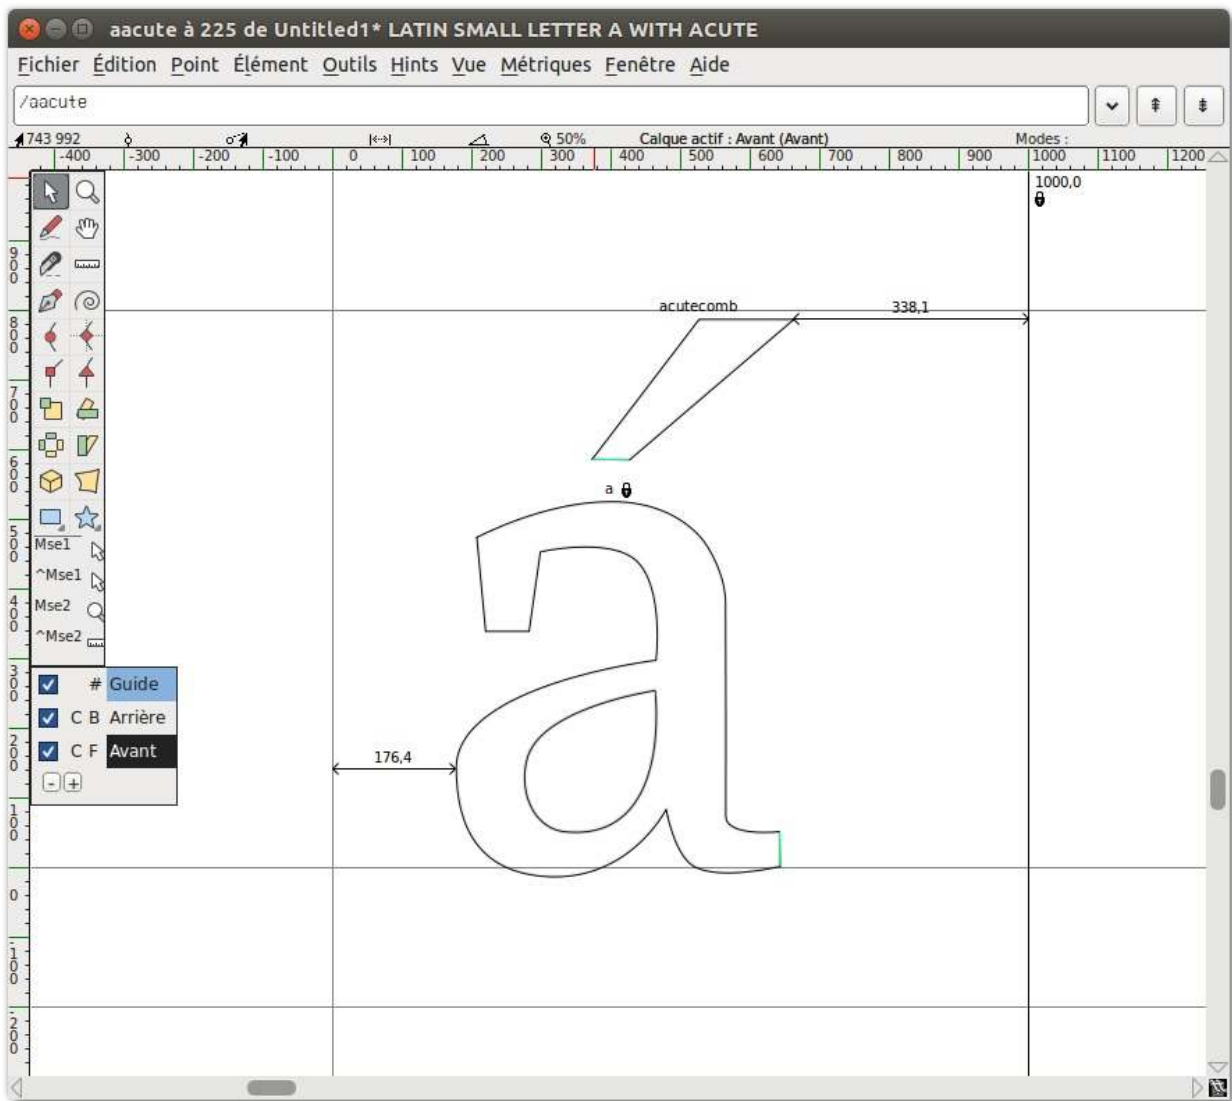 aacute à 225 de Untitled1* LATIN SMALL LETTER A WITH ACUTE
Fichier Édition Point Élément Outils Hints Vue Métriques Fenêtre Aide
/aacute
743 992 50% Calque actif : Avant (Avant) Modes :
-400 -300 -200 -100 0 100 200 300 400 500 600 700 800 900 1000 1100 1200
1000,0
900
acutecomb 338,1
800
700
600
a
500
Mse1
^Mse1
400
Mse2
^Mse2
300
# Guide
C B Arrière
200
C F Avant
176,4
- +
100
0
-100
-200